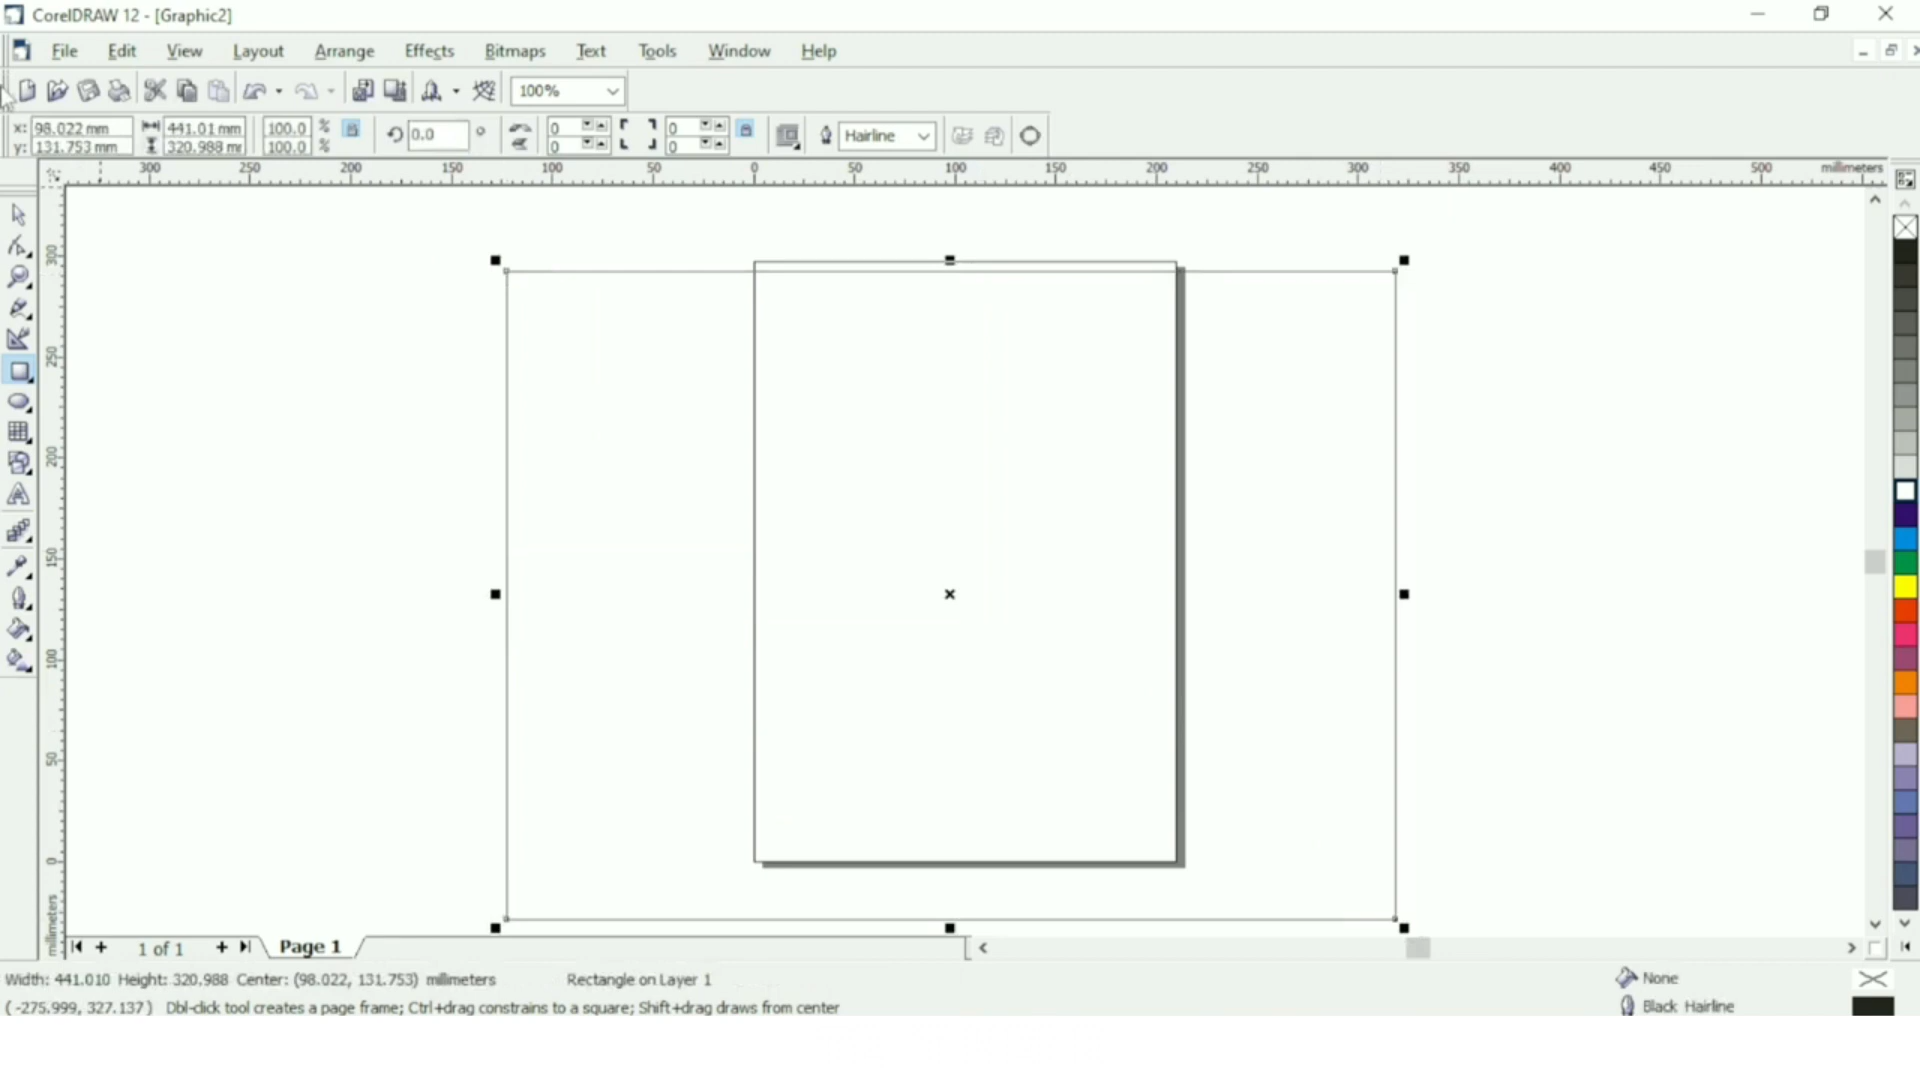 CorelDRAW 12 - [Graphic2]
File Edit View Layout Arrange Effects Bitmaps Text Tools Window Help
100%
x: 98.022 mm 441.01 mm 100.0 % 0.0 ° 0 0 Hairline
y: 131.753 mm 320.988 mr 100.0 % 0 0
300 250 200 150 100 50 0 50 100 150 200 250 300 350 400 450 500 millimeters
300
250
200
150
100
50
0
millimeters
1 of 1 Page 1
Width: 441.010 Height: 320.988 Center: (98.022, 131.753) millimeters Rectangle on Layer 1 None
( -275.999, 327.137 ) Dbl-click tool creates a page frame; Ctrl+drag constrains to a square; Shift+drag draws from center Black Hairline